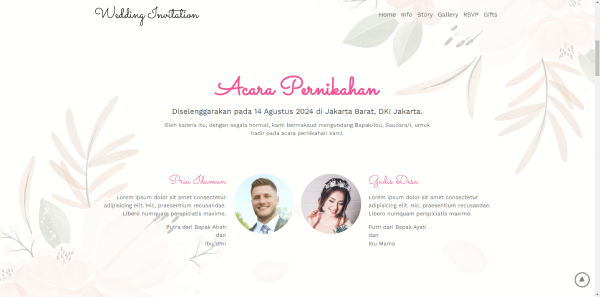 Wedding Invitation
Home Info Story Gallery RSVP Gifts
Acara Pernikahan
Diselenggarakan pada 14 Agustus 2024 di Jakarta Barat, DKI Jakarta.
Oleh karena itu, dengan segala hormat, kami bermaksud mengundang Bapak/Ibu, Saudara/i, untuk
hadir pada acara pernikahan kami.
Pria Idaman
Lorem ipsum dolor sit amet consectetur
adipisicing elit. Hic, praesentium recusandae.
Libero numquam perspiciatis maxime.
Putra dari Bapak Abah
dan
Ibu Umi
Gadis Desa
Lorem ipsum dolor sit amet consectetur
adipisicing elit. Hic, praesentium recusandae.
Libero numquam perspiciatis maxime.
Putri dari Bapak Ayah
dan
Ibu Mama